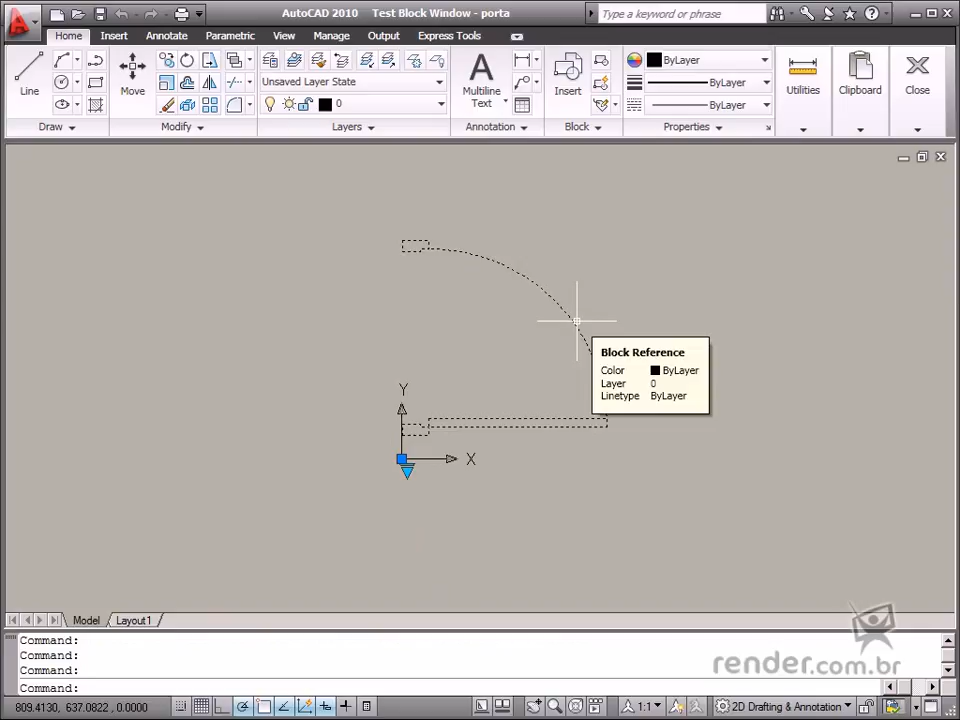 AutoCAD 2010 Test Block Window - porta
Type a keyword or phrase
Home Insert Annotate Parametric View Manage Output Express Tools
Line
Move
Unsaved Layer State
0
Multiline
Text
Insert
ByLayer
ByLayer
ByLayer
Utilities
Clipboard
Close
Draw Modify Layers Annotation Block Properties
Block Reference
Color ByLayer
Layer 0
Linetype ByLayer
Y
X
Model Layout1
Command:
Command:
Command:
Command:
render.com.br
809.4130, 637.0822, 0.0000
1:1
2D Drafting & Annotation